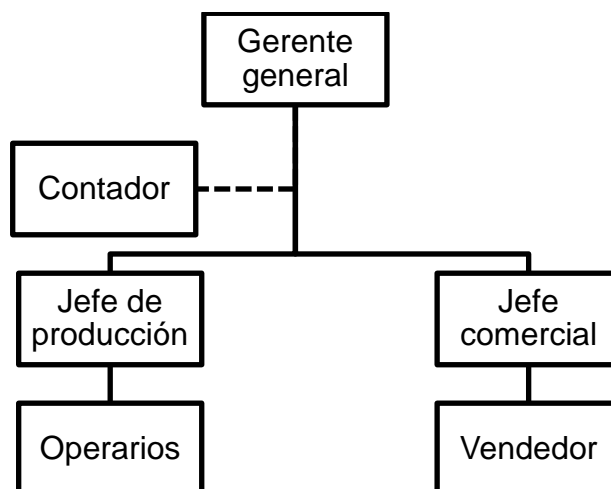 Gerente
general
Contador
Jefe de
producción
Jefe
comercial
Operarios
Vendedor